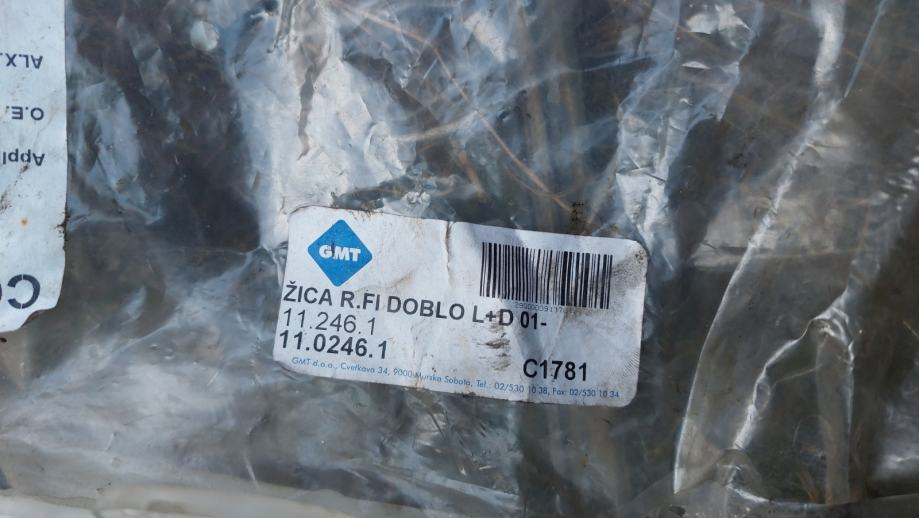 GMT
ŽICA R.FI DOBLO L+D 01-
11.246.1
11.0246.1
C1781
GMT d.o.o., Cvetkova 34, 9000 Murska Sobota, Tel.: 02/530 10 38, Fax: 02/530 10 34
ALX.
O.E.
Appl